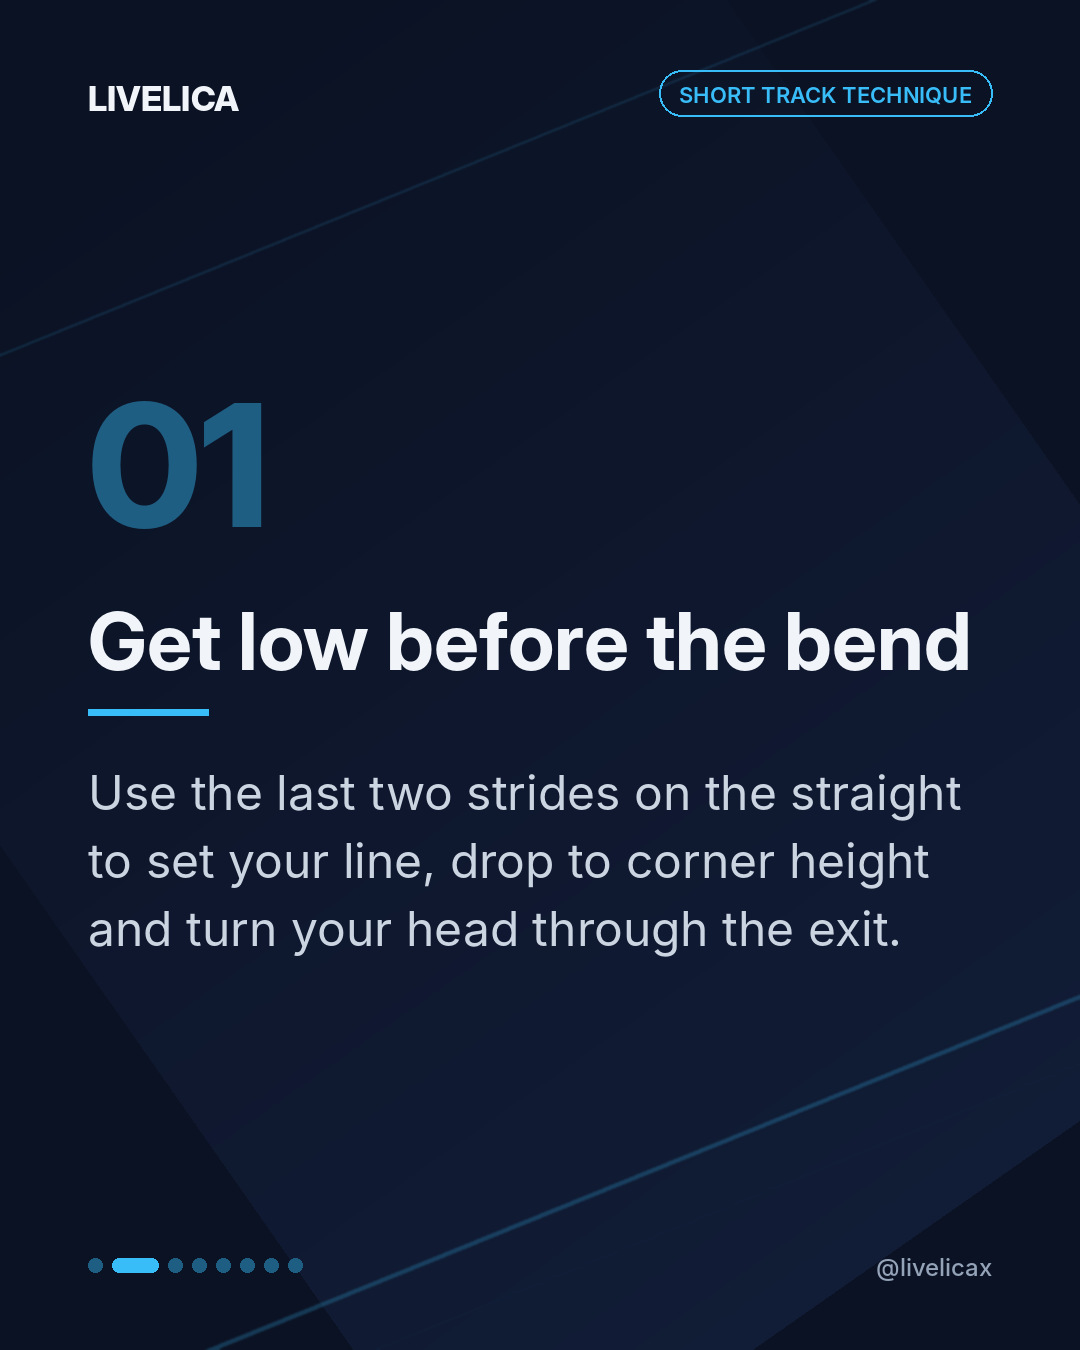 LIVELICA
SHORT TRACK TECHNIQUE
01
Get low before the bend
Use the last two strides on the straight
to set your line, drop to corner height
and turn your head through the exit.
@livelicax